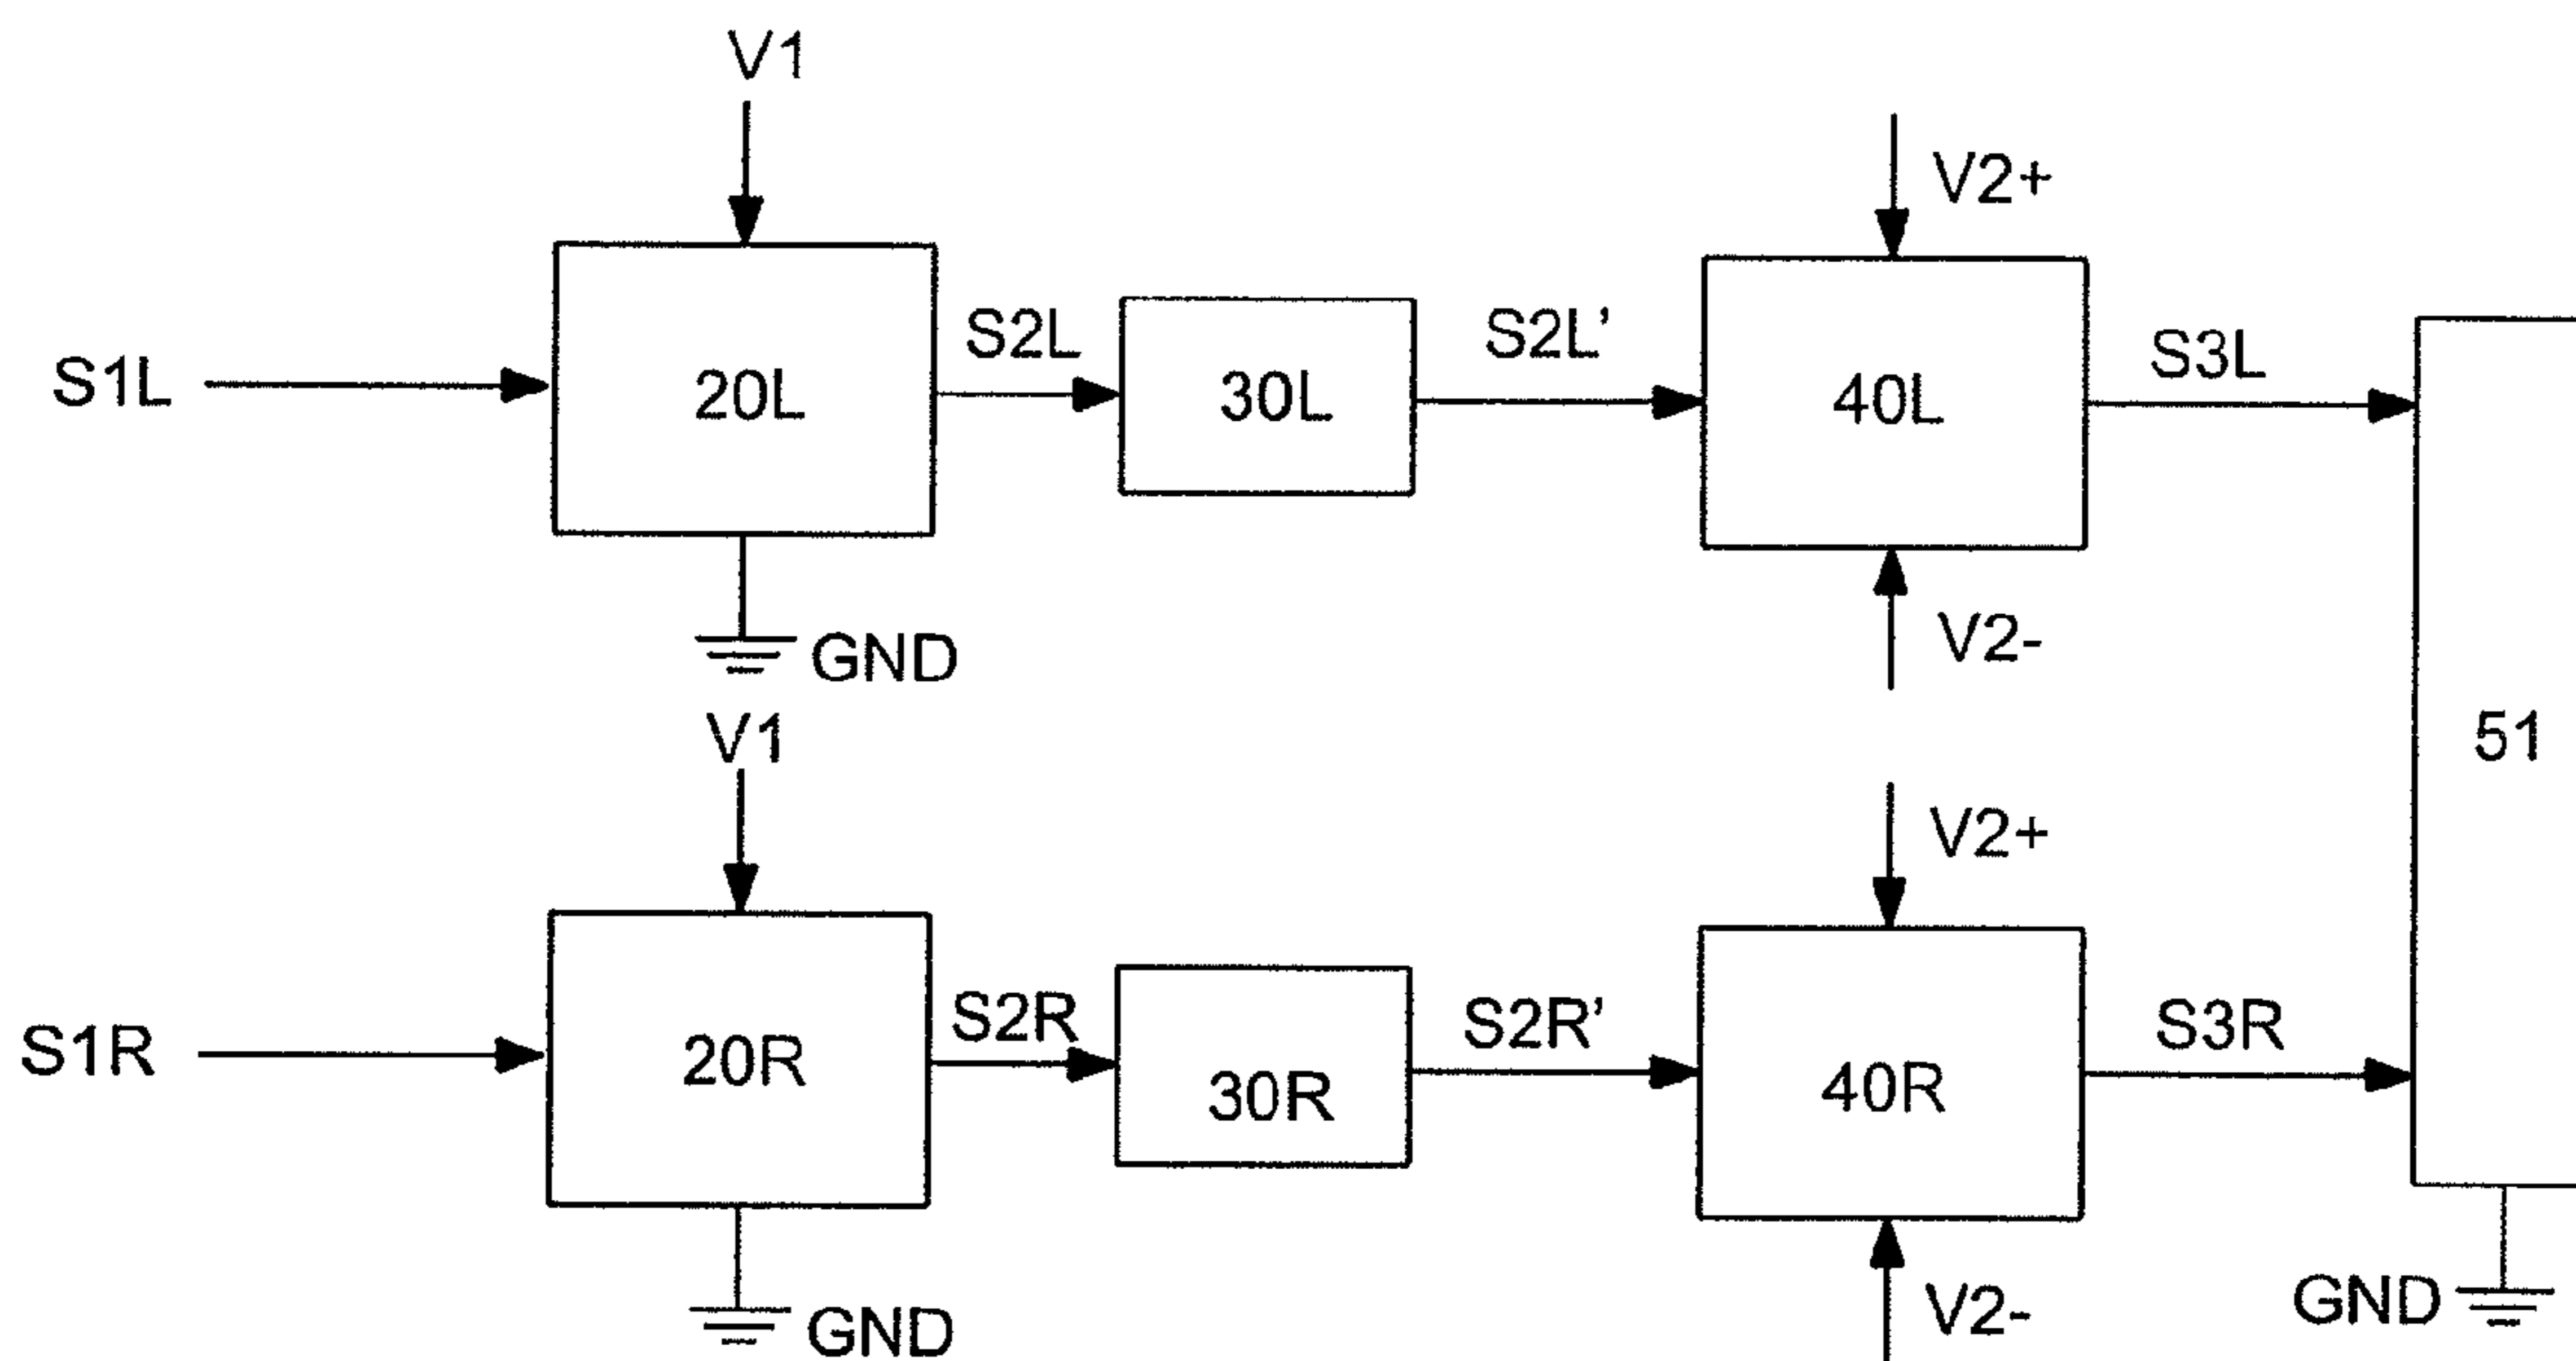 V1
V2+
S1L
20L
S2L
30L
S2L’
40L
S3L
GND
V2-
V1
51
V2+
S1R
20R
S2R
30R
S2R’
40R
S3R
GND
V2-
GND